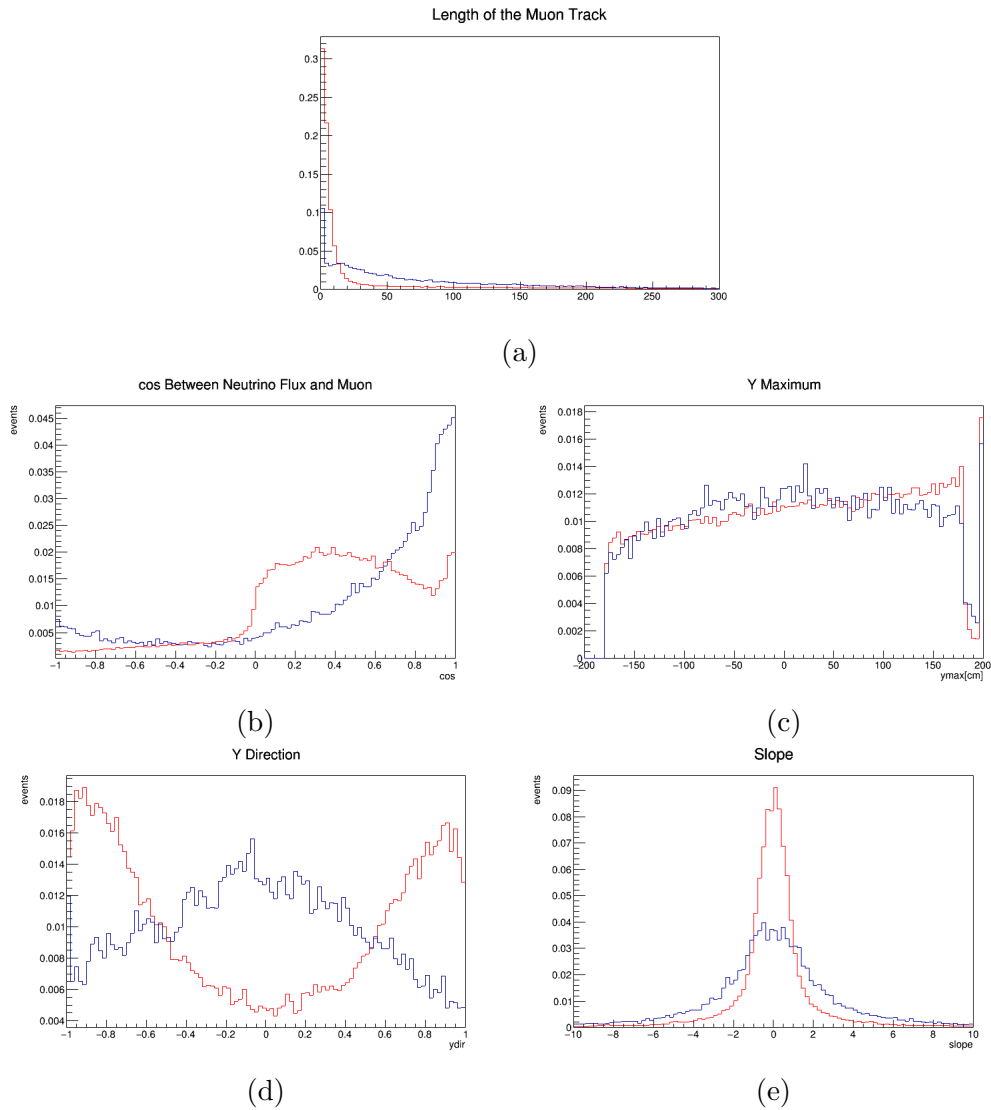 Length of the Muon Track
0.3
0.25
0.2
0.15
0.1
0.05
0
0 50 100 150 200 250 300
(a)
cos Between Neutrino Flux and Muon
events
0.045
0.04
0.035
0.03
0.025
0.02
0.015
0.01
0.005
−1 −0.8 −0.6 −0.4 −0.2 0 0.2 0.4 0.6 0.8 1
cos
(b)
Y Maximum
events
0.018
0.016
0.014
0.012
0.01
0.008
0.006
0.004
0.002
0
−200 −150 −100 −50 0 50 100 150 200
ymax[cm]
(c)
Y Direction
events
0.018
0.016
0.014
0.012
0.01
0.008
0.006
0.004
−1 −0.8 −0.6 −0.4 −0.2 0 0.2 0.4 0.6 0.8 1
ydir
(d)
Slope
events
0.09
0.08
0.07
0.06
0.05
0.04
0.03
0.02
0.01
0
−10 −8 −6 −4 −2 0 2 4 6 8 10
slope
(e)